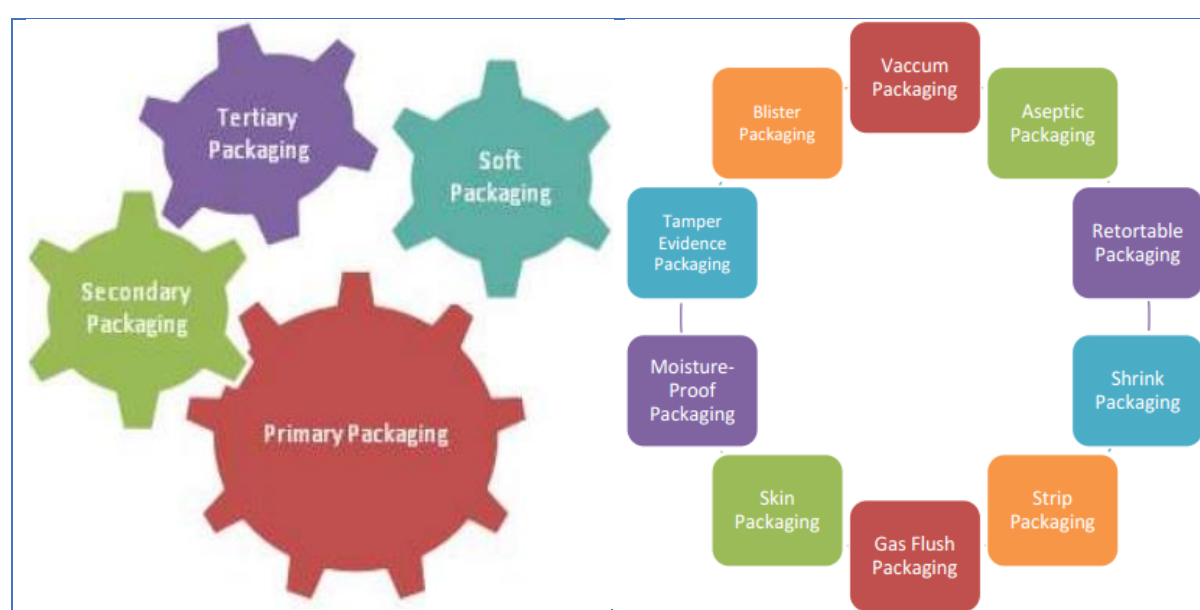 Tertiary
Packaging
Soft
Packaging
Secondary
Packaging
Primary Packaging
Vaccum
Packaging
Aseptic
Packaging
Retortable
Packaging
Shrink
Packaging
Strip
Packaging
Gas Flush
Packaging
Skin
Packaging
Moisture-
Proof
Packaging
Tamper
Evidence
Packaging
Blister
Packaging